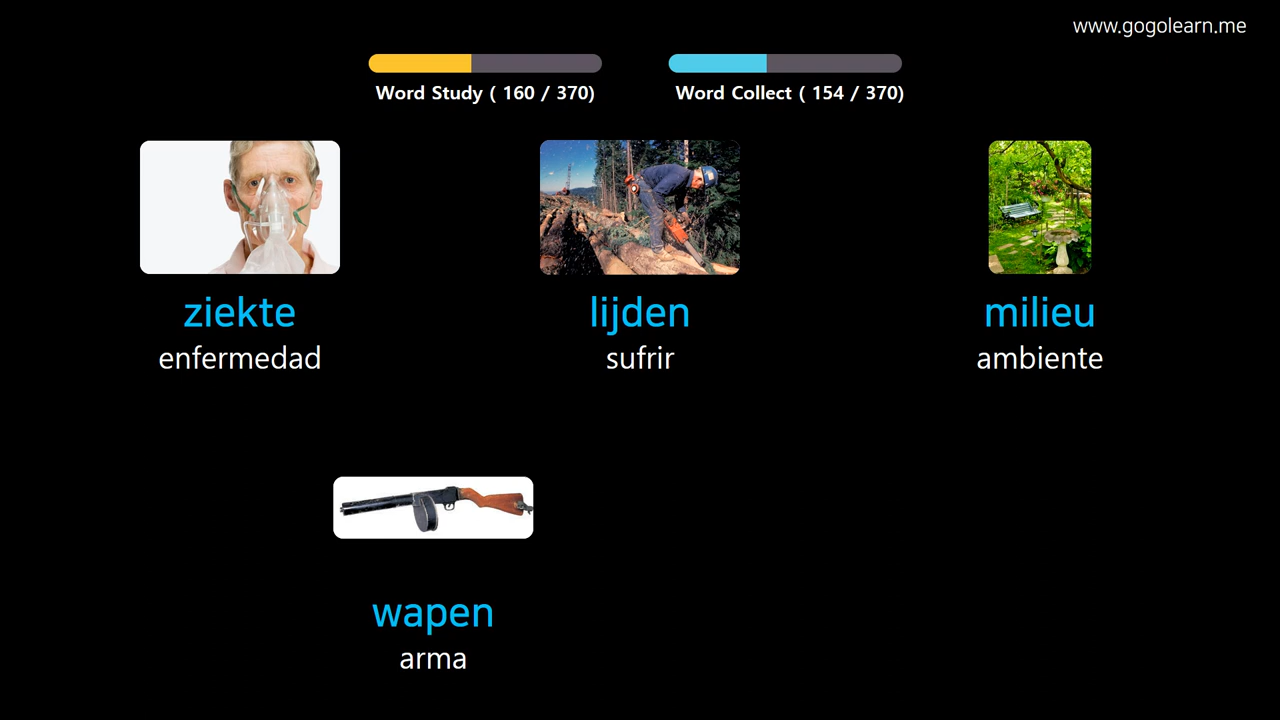 www.gogolearn.me
Word Study ( 160 / 370)
Word Collect ( 154 / 370)
ziekte
enfermedad
lijden
sufrir
milieu
ambiente
wapen
arma